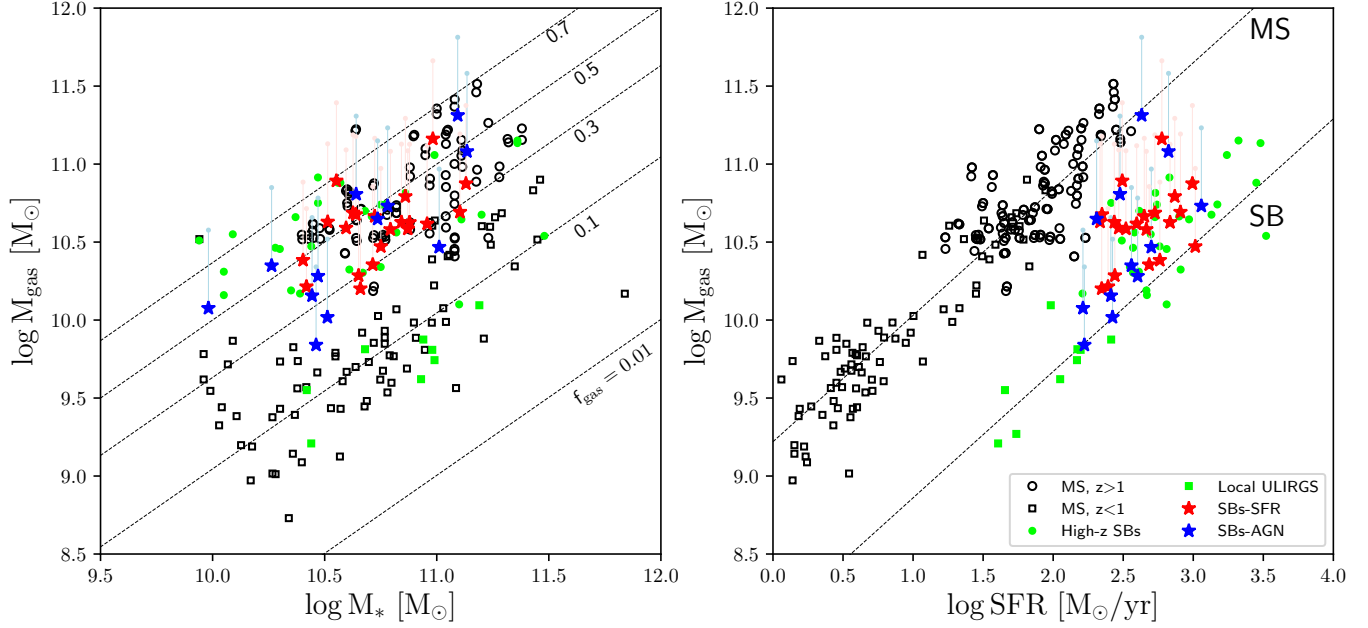 12.0
11.5
11.0
10.5
10.0
9.5
9.0
8.5
log M_gas [M_⊙]
9.5 10.0 10.5 11.0 11.5 12.0
log M_* [M_⊙]
0.7
0.5
0.3
0.1
f_gas = 0.01
12.0
11.5
11.0
10.5
10.0
9.5
9.0
8.5
log M_gas [M_⊙]
0.0 0.5 1.0 1.5 2.0 2.5 3.0 3.5 4.0
log SFR [M_⊙/yr]
MS
SB
MS, z>1
MS, z<1
High-z SBs
Local ULIRGS
SBs-SFR
SBs-AGN